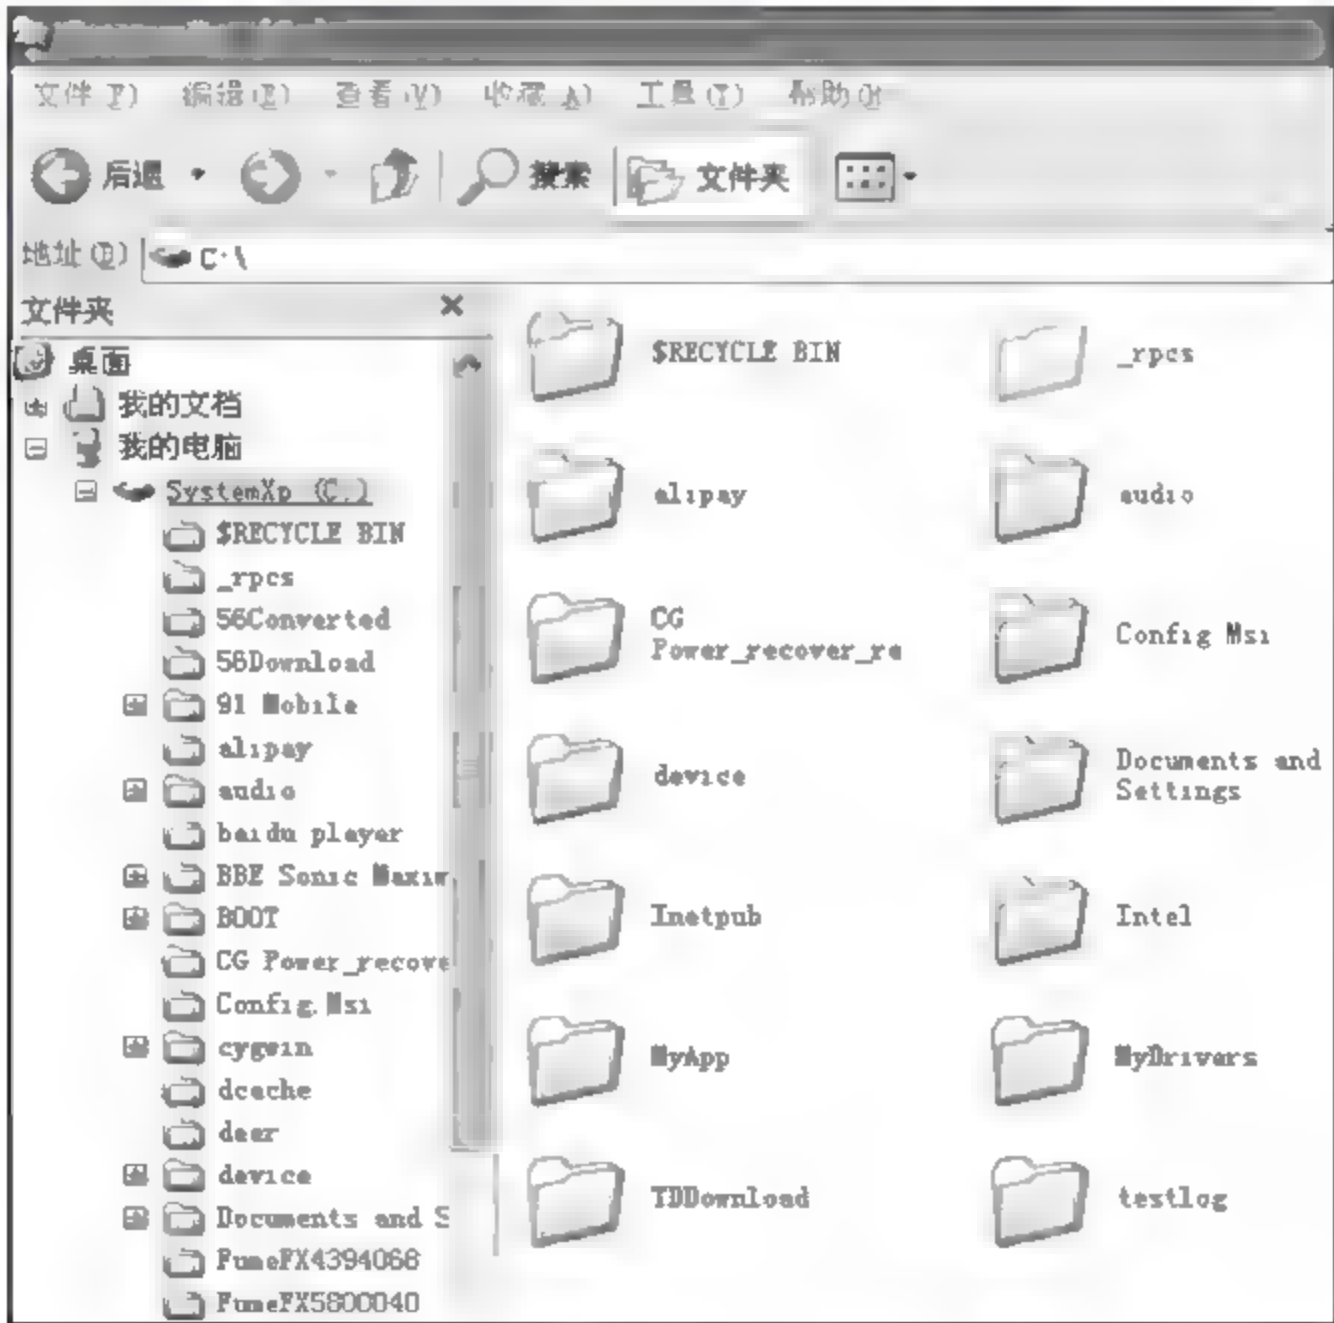 文件(F) 编辑(E) 查看(V) 收藏(A) 工具(T) 帮助(H)
后退 搜索 文件夹
地址(D) C:\
文件夹
桌面
我的文档
我的电脑
SystemXp (C:)
$RECYCLE BIN
_rpcs
56Converted
56Download
91 Mobile
alipay
audio
baidu player
BBE Sonic Maxim
BOOT
CG Power_recove
Config.Msi
cygwin
dcache
deer
device
Documents and S
FumeFX4394068
FumeFX5800040
$RECYCLE BIN
_rpcs
alipay
audio
CG
Power_recover_re
Config Msi
device
Documents and
Settings
Inetpub
Intel
MyApp
MyDrivers
TDDownload
testlog